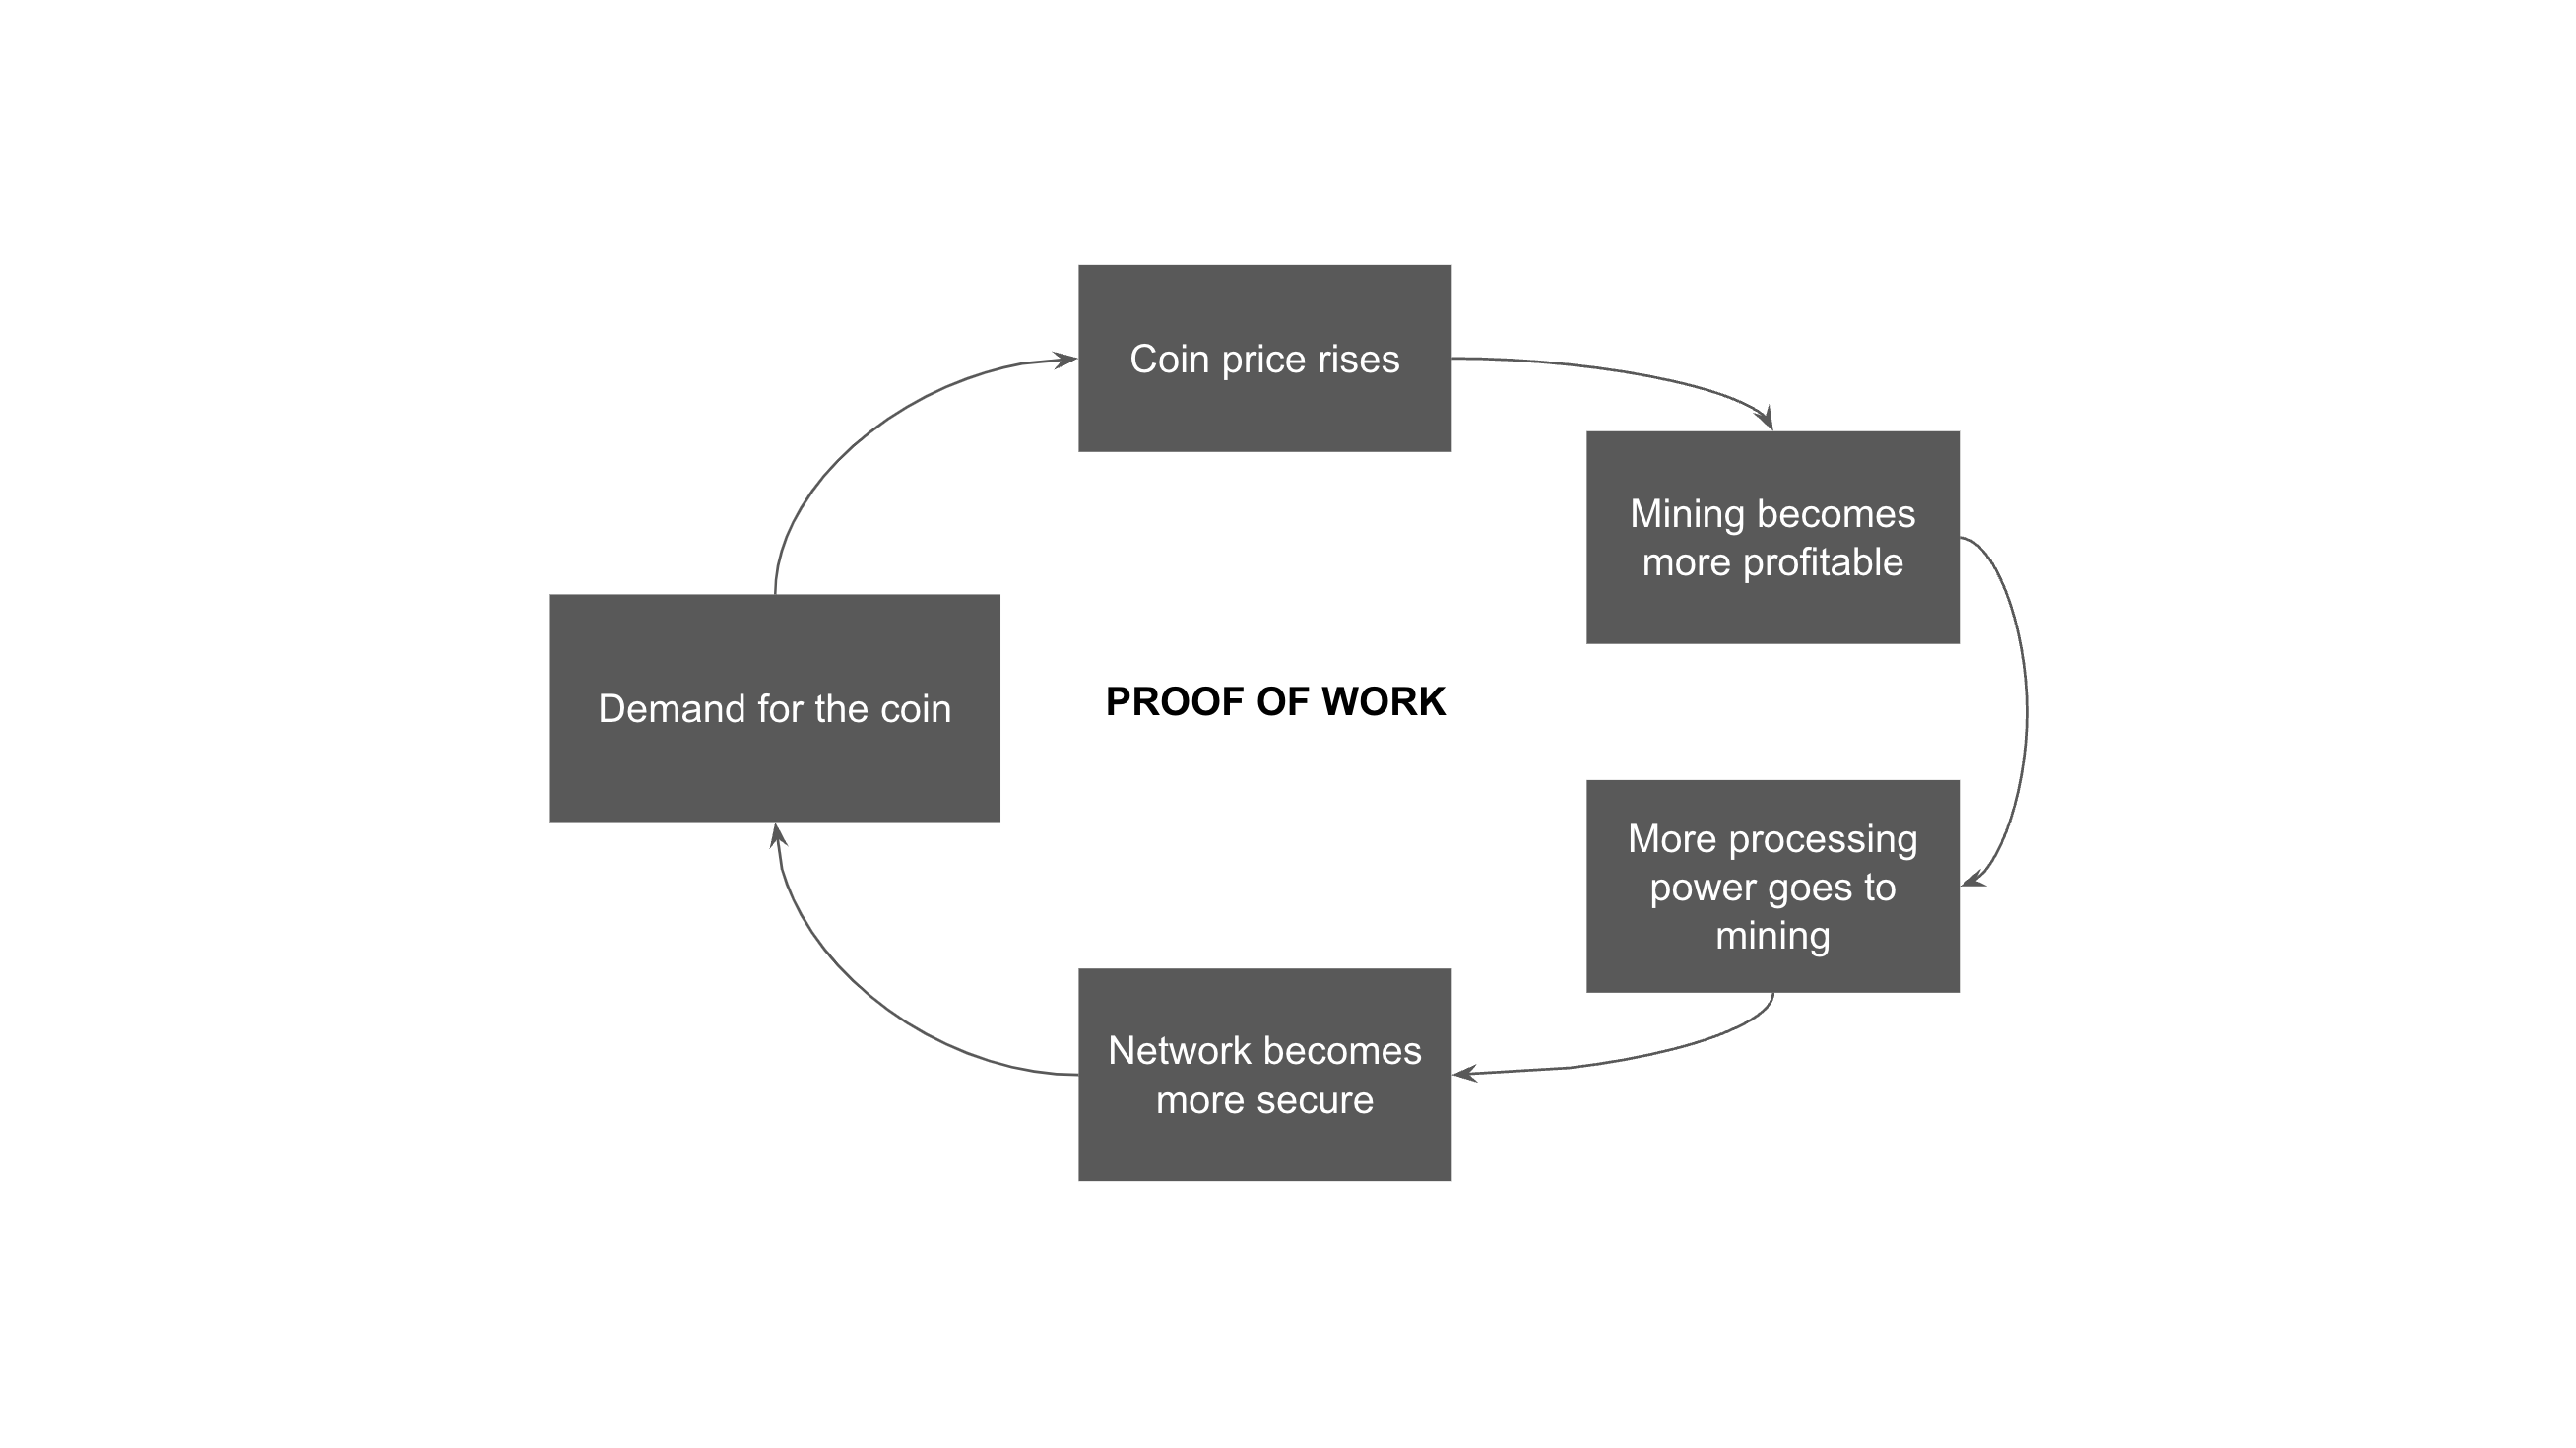 Coin price rises
Mining becomes
more profitable
Demand for the coin
PROOF OF WORK
More processing
power goes to
mining
Network becomes
more secure